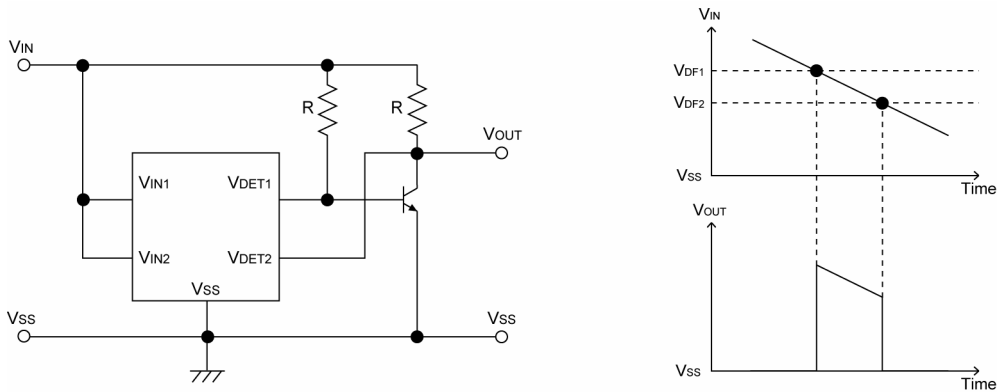 VIN
R
R
VOUT
VIN1
VDET1
VIN2
VDET2
VSS
VSS
VSS
VIN
VDF1
VDF2
VSS
Time
VOUT
VSS
Time